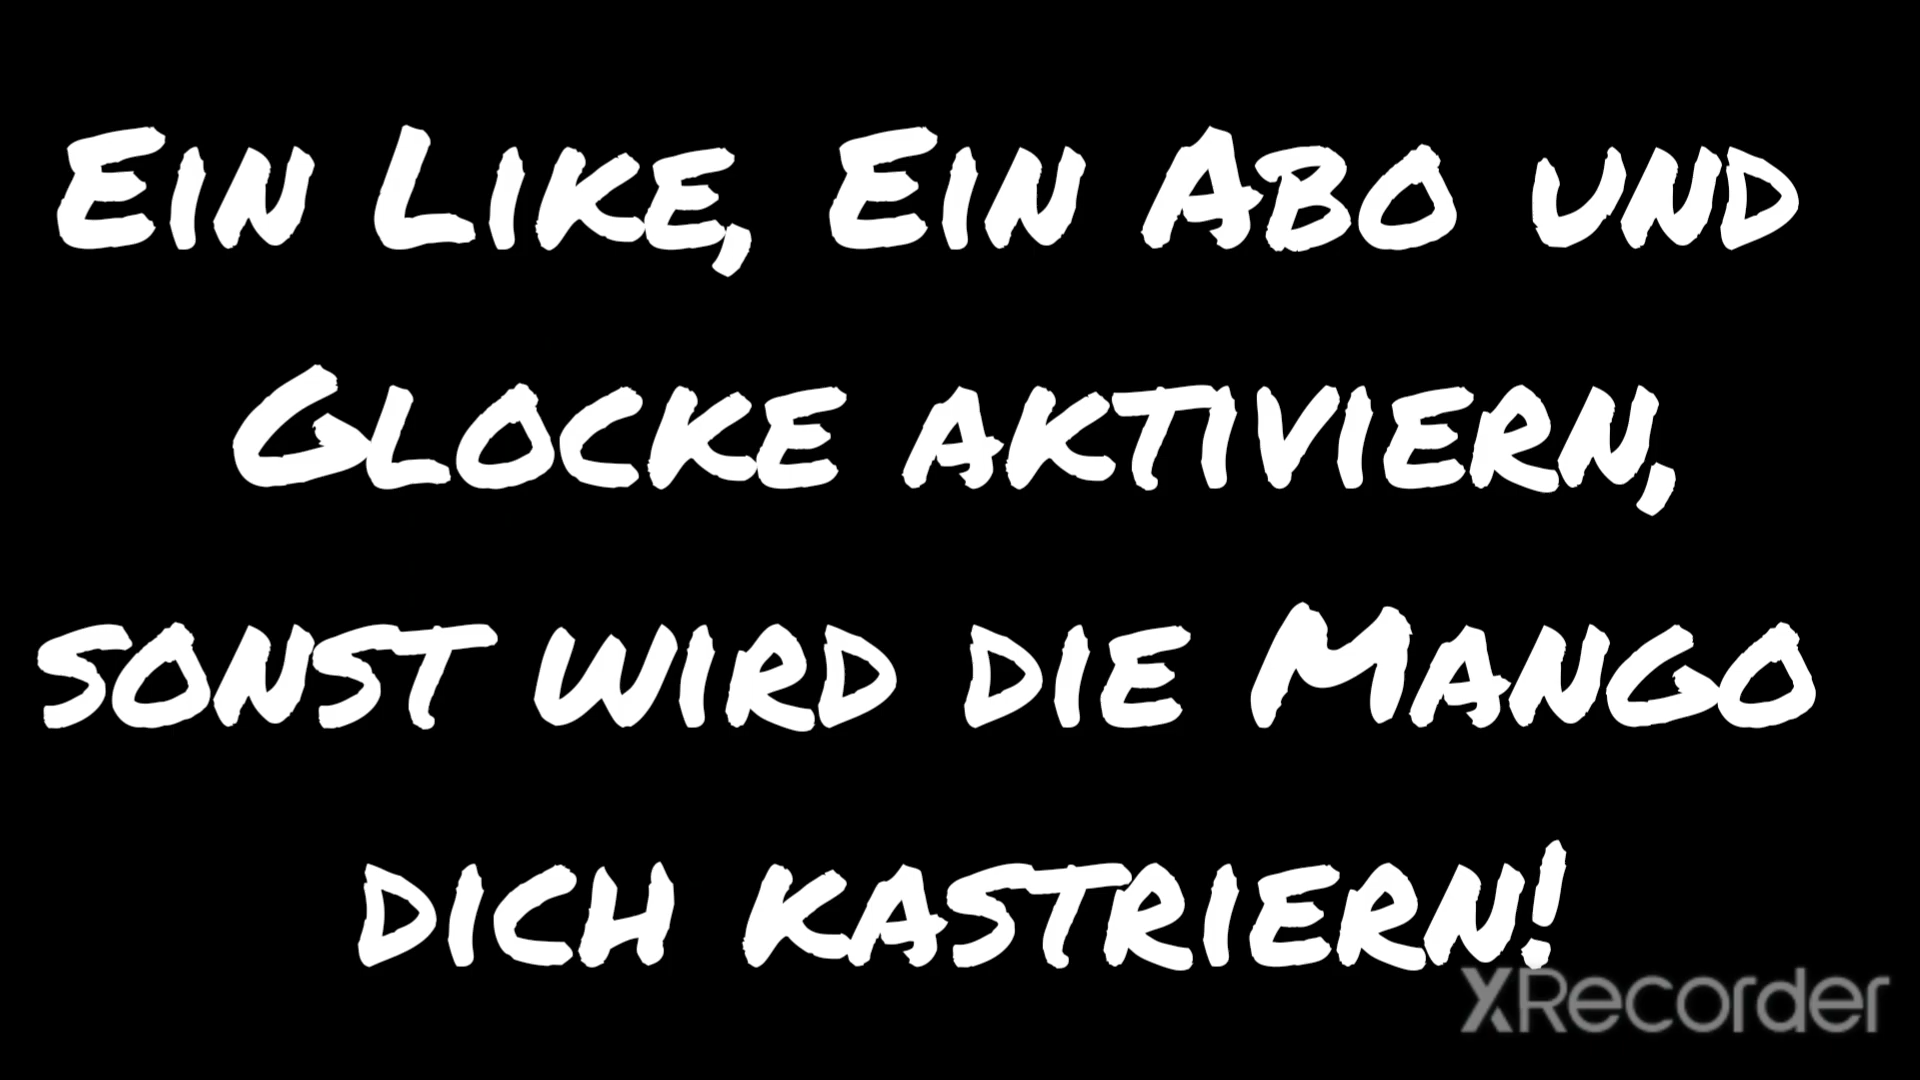 Ein Like, Ein Abo und
Glocke aktiviern,
sonst wird die Mango
dich kastriern!
XRecorder